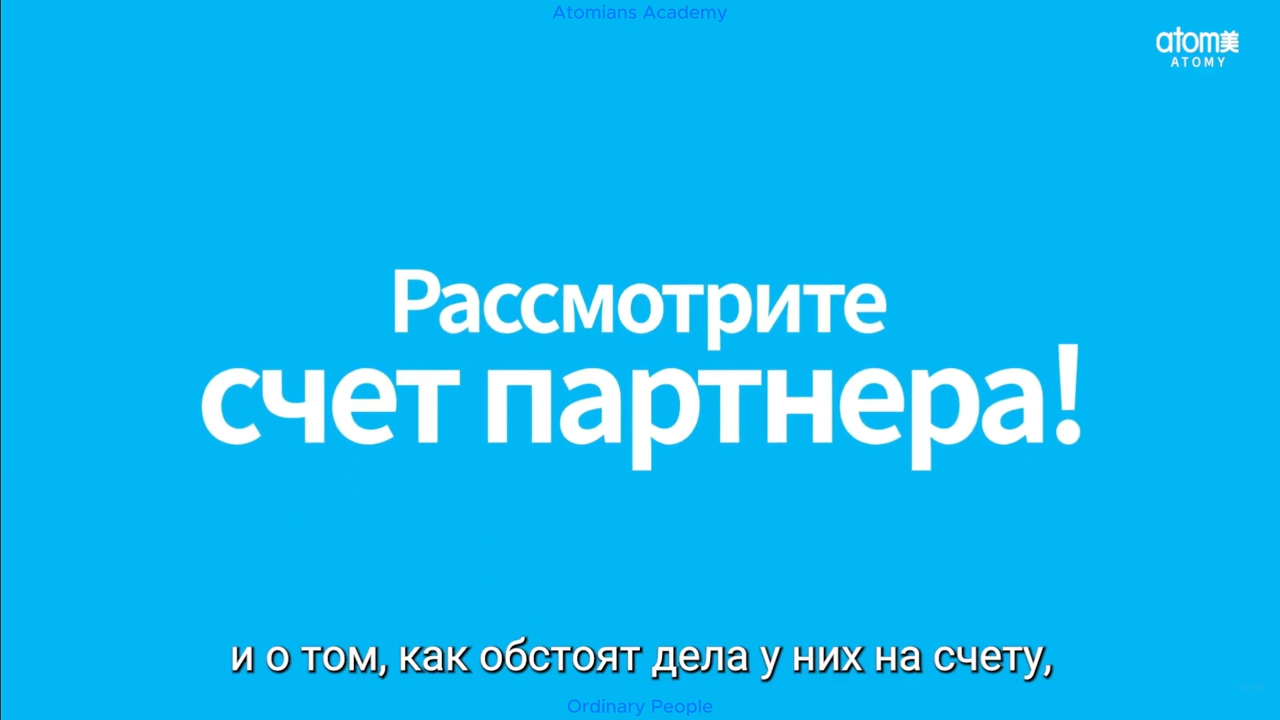 Atomians Academy
atom美
ATOMY
Рассмотрите
счет партнера!
и о том, как обстоят дела у них на счету,
Ordinary People